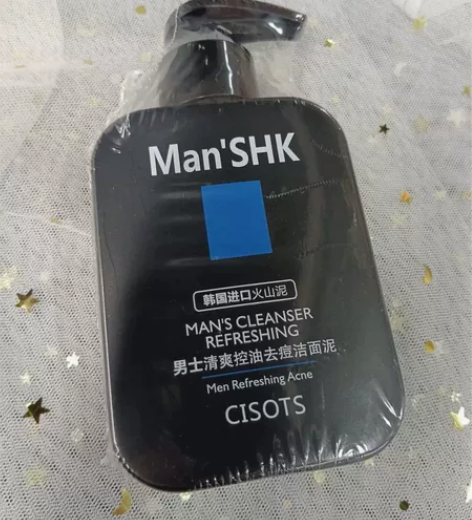 Man'SHK
韩国进口火山泥
MAN'S CLEANSER
REFRESHING
男士清爽控油去痘洁面泥
Men Refreshing Acne
CISOTS